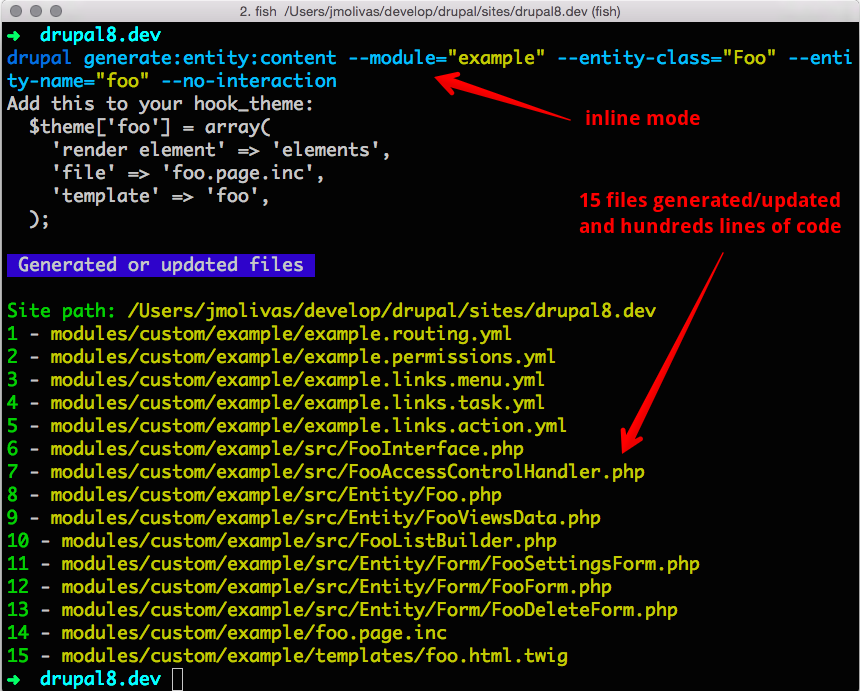 2. fish /Users/jmolivas/develop/drupal/sites/drupal8.dev (fish)
➜ drupal8.dev
drupal generate:entity:content --module="example" --entity-class="Foo" --enti
ty-name="foo" --no-interaction
Add this to your hook_theme:
$theme['foo'] = array(
inline mode
'render element' => 'elements',
'file' => 'foo.page.inc',
'template' => 'foo',
);
15 files generated/updated
and hundreds lines of code
Generated or updated files
Site path: /Users/jmolivas/develop/drupal/sites/drupal8.dev
1 - modules/custom/example/example.routing.yml
2 - modules/custom/example/example.permissions.yml
3 - modules/custom/example/example.links.menu.yml
4 - modules/custom/example/example.links.task.yml
5 - modules/custom/example/example.links.action.yml
6 - modules/custom/example/src/FooInterface.php
7 - modules/custom/example/src/FooAccessControlHandler.php
8 - modules/custom/example/src/Entity/Foo.php
9 - modules/custom/example/src/Entity/FooViewsData.php
10 - modules/custom/example/src/FooListBuilder.php
11 - modules/custom/example/src/Entity/Form/FooSettingsForm.php
12 - modules/custom/example/src/Entity/Form/FooForm.php
13 - modules/custom/example/src/Entity/Form/FooDeleteForm.php
14 - modules/custom/example/foo.page.inc
15 - modules/custom/example/templates/foo.html.twig
➜ drupal8.dev